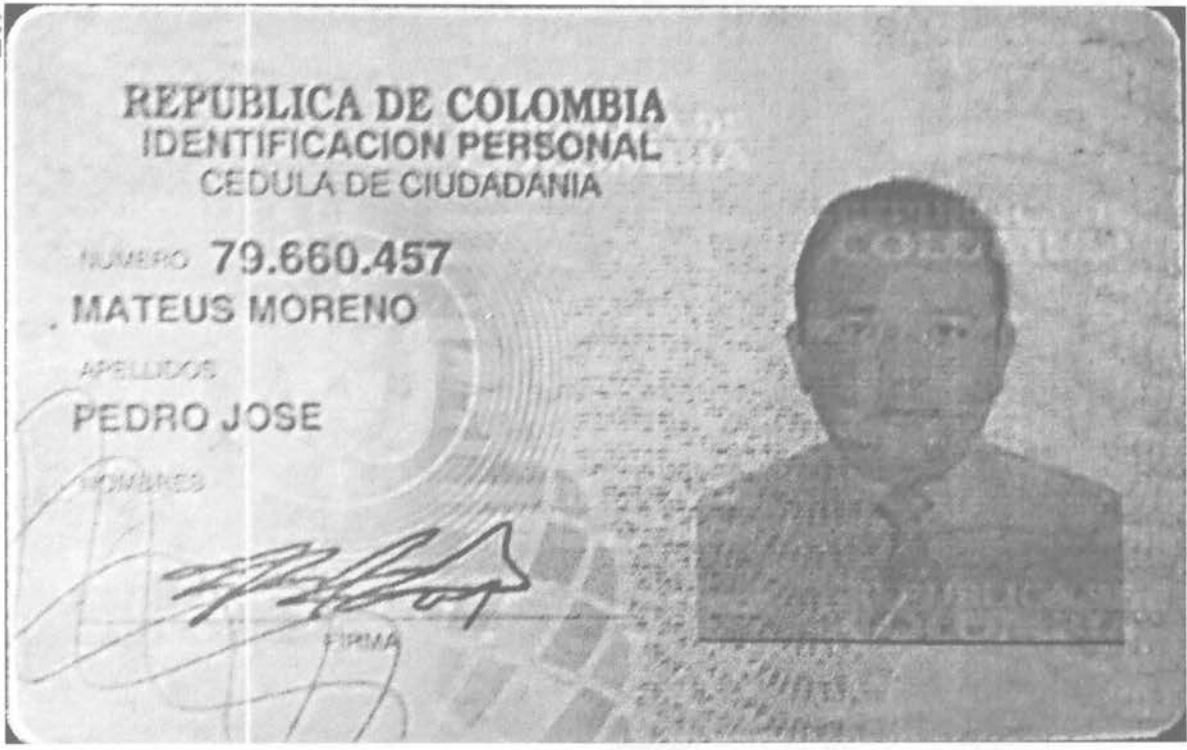 REPUBLICA DE COLOMBIA
IDENTIFICACION PERSONAL
CEDULA DE CIUDADANIA
NUMERO 79.660.457
MATEUS MORENO
APELLIDOS
PEDRO JOSE
NOMBRES
FIRMA